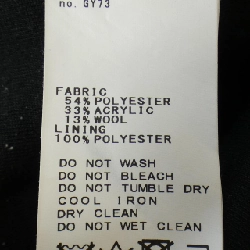 no. GY73
FABRIC
54% POLYESTER
33% ACRYLIC
13% WOOL
LINING
100% POLYESTER
DO NOT WASH
DO NOT BLEACH
DO NOT TUMBLE DRY
COOL IRON
DRY CLEAN
DO NOT WET CLEAN